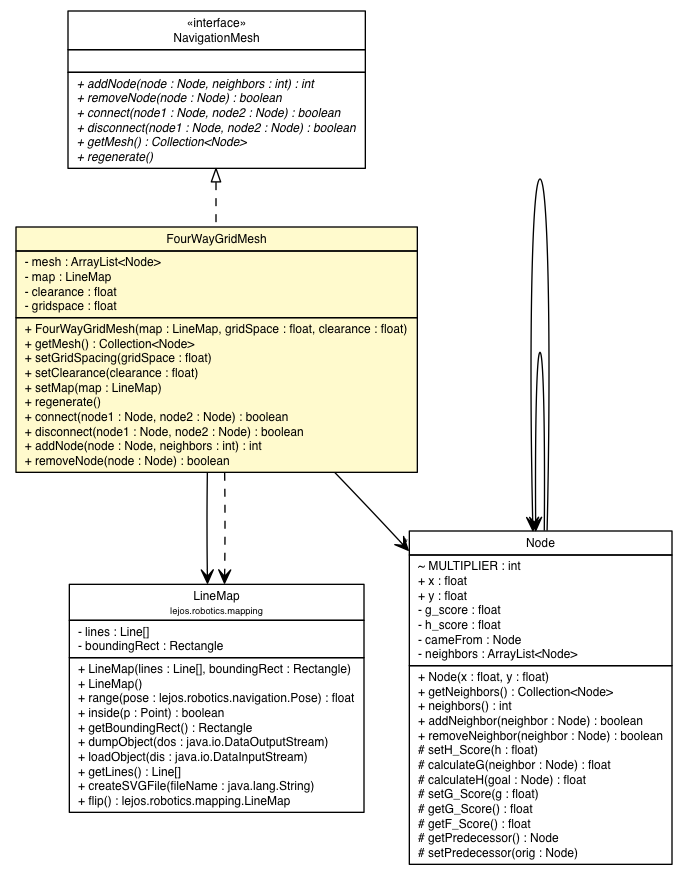 «interface»
NavigationMesh
+ addNode(node : Node, neighbors : int) : int
+ removeNode(node : Node) : boolean
+ connect(node1 : Node, node2 : Node) : boolean
+ disconnect(node1 : Node, node2 : Node) : boolean
+ getMesh() : Collection<Node>
+ regenerate()
FourWayGridMesh
- mesh : ArrayList<Node>
- map : LineMap
- clearance : float
- gridspace : float
+ FourWayGridMesh(map : LineMap, gridSpace : float, clearance : float)
+ getMesh() : Collection<Node>
+ setGridSpacing(gridSpace : float)
+ setClearance(clearance : float)
+ setMap(map : LineMap)
+ regenerate()
+ connect(node1 : Node, node2 : Node) : boolean
+ disconnect(node1 : Node, node2 : Node) : boolean
+ addNode(node : Node, neighbors : int) : int
+ removeNode(node : Node) : boolean
LineMap
lejos.robotics.mapping
- lines : Line[]
- boundingRect : Rectangle
+ LineMap(lines : Line[], boundingRect : Rectangle)
+ LineMap()
+ range(pose : lejos.robotics.navigation.Pose) : float
+ inside(p : Point) : boolean
+ getBoundingRect() : Rectangle
+ dumpObject(dos : java.io.DataOutputStream)
+ loadObject(dis : java.io.DataInputStream)
+ getLines() : Line[]
+ createSVGFile(fileName : java.lang.String)
+ flip() : lejos.robotics.mapping.LineMap
Node
~ MULTIPLIER : int
+ x : float
+ y : float
- g_score : float
- h_score : float
- cameFrom : Node
- neighbors : ArrayList<Node>
+ Node(x : float, y : float)
+ getNeighbors() : Collection<Node>
+ neighbors() : int
+ addNeighbor(neighbor : Node) : boolean
+ removeNeighbor(neighbor : Node) : boolean
# setH_Score(h : float)
# calculateG(neighbor : Node) : float
# calculateH(goal : Node) : float
# setG_Score(g : float)
# getG_Score() : float
# getF_Score() : float
# getPredecessor() : Node
# setPredecessor(orig : Node)